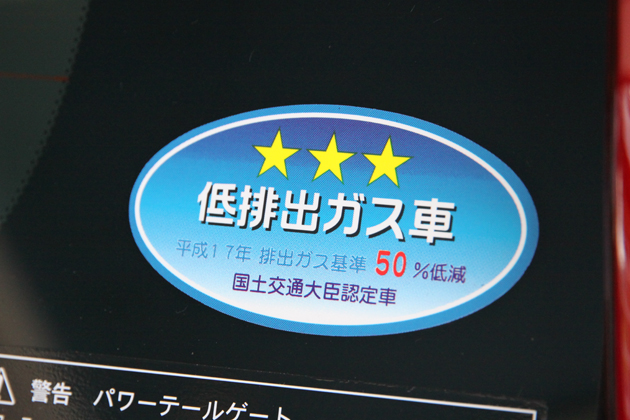 低排出ガス車
平成17年 排出ガス基準 50%低減
国土交通大臣認定車
警告 パワーテールゲート